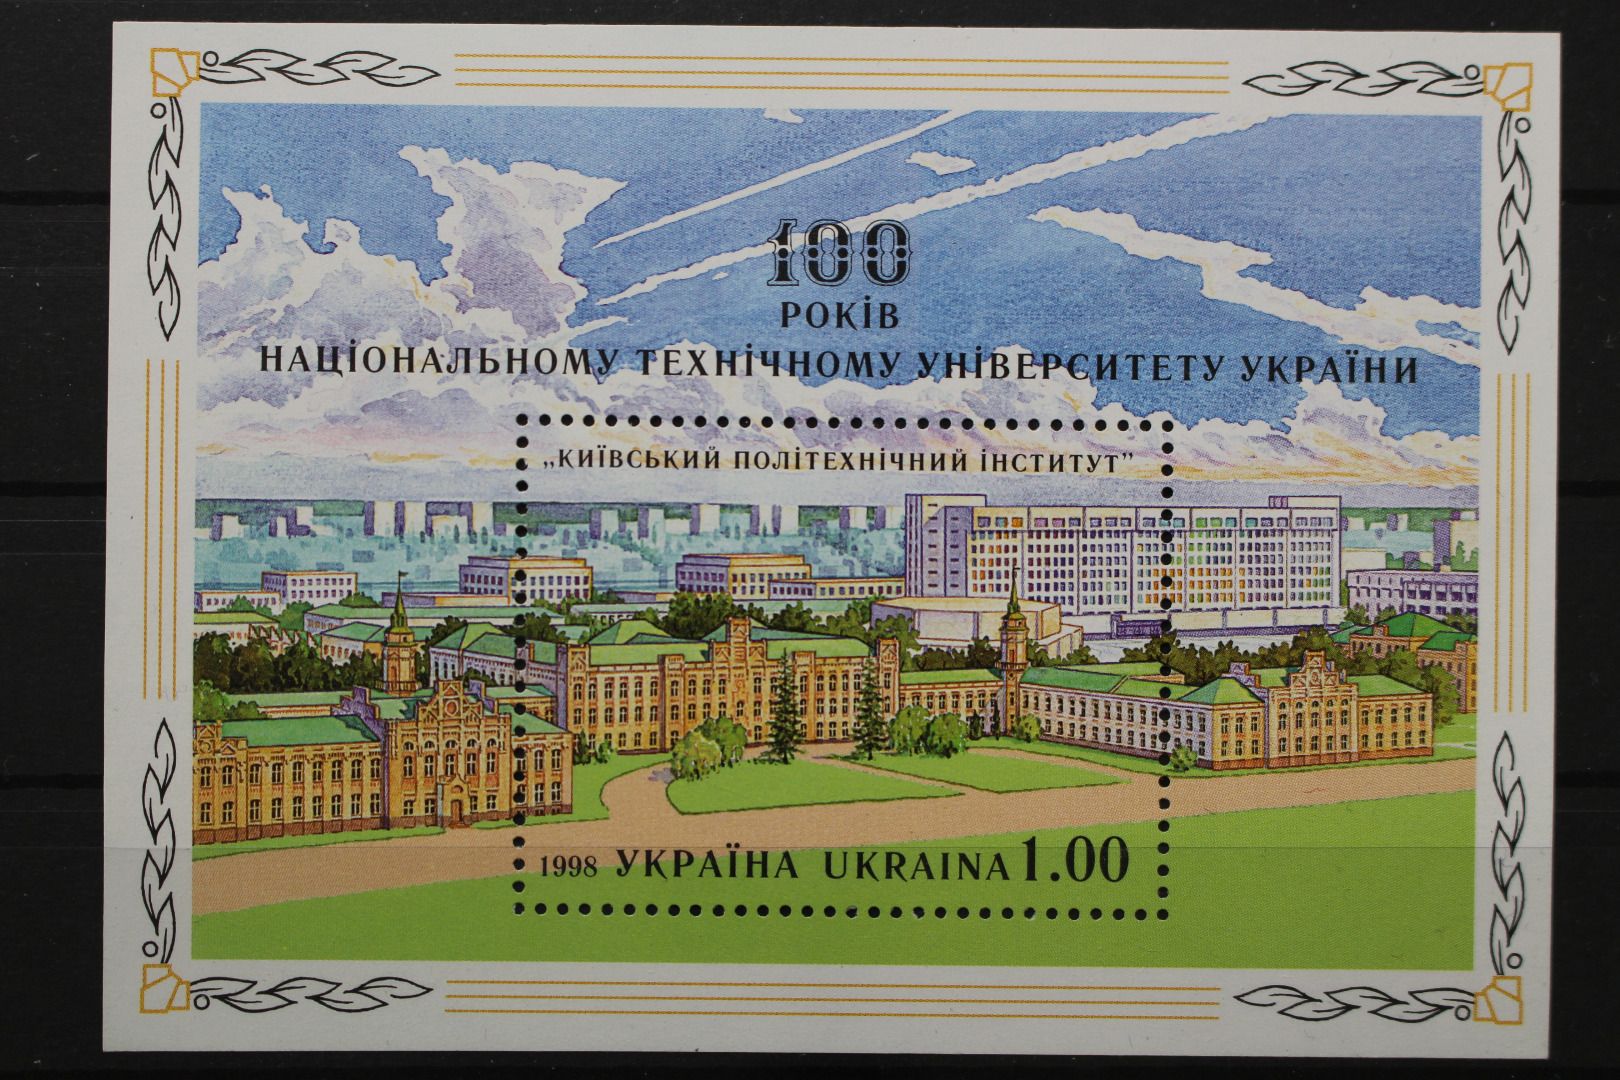 100
РОКІВ
НАЦІОНАЛЬНОМУ ТЕХНІЧНОМУ УНІВЕРСИТЕТУ УКРАЇНИ
„КИЇВСЬКИЙ ПОЛІТЕХНІЧНИЙ ІНСТИТУТ”
1998 УКРАЇНА UKRAINA 1.00